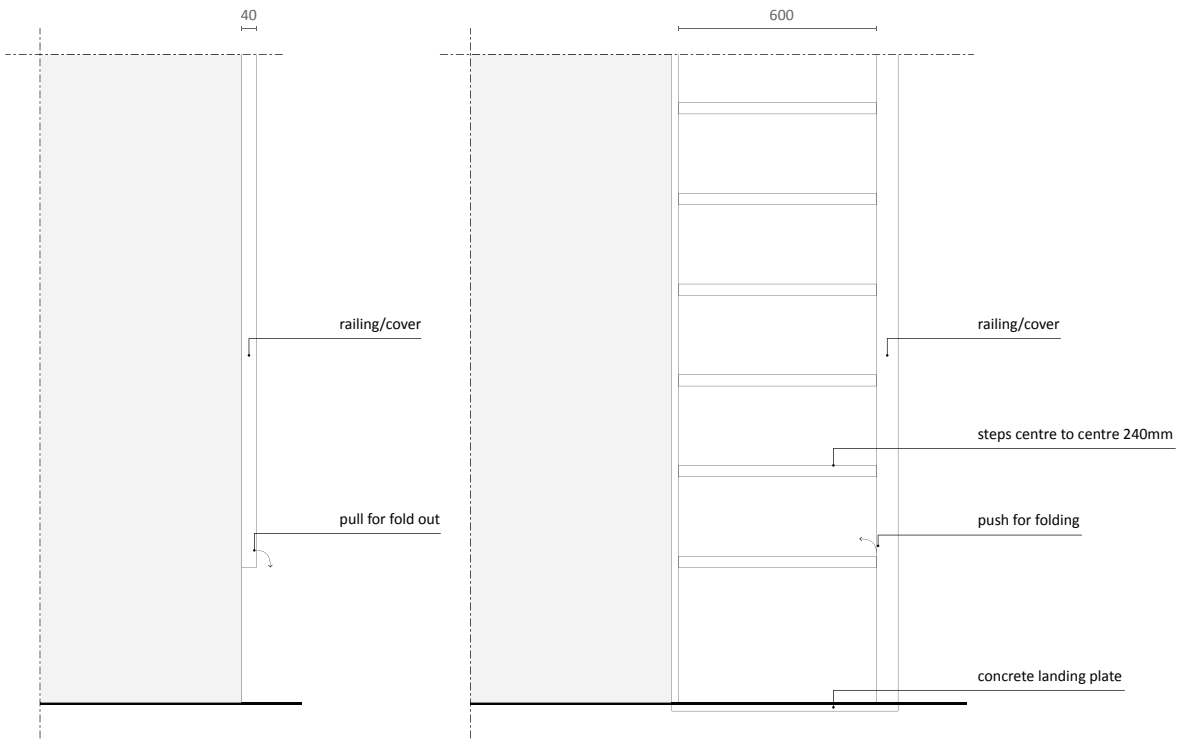 40
600
railing/cover
railing/cover
steps centre to centre 240mm
pull for fold out
push for folding
concrete landing plate